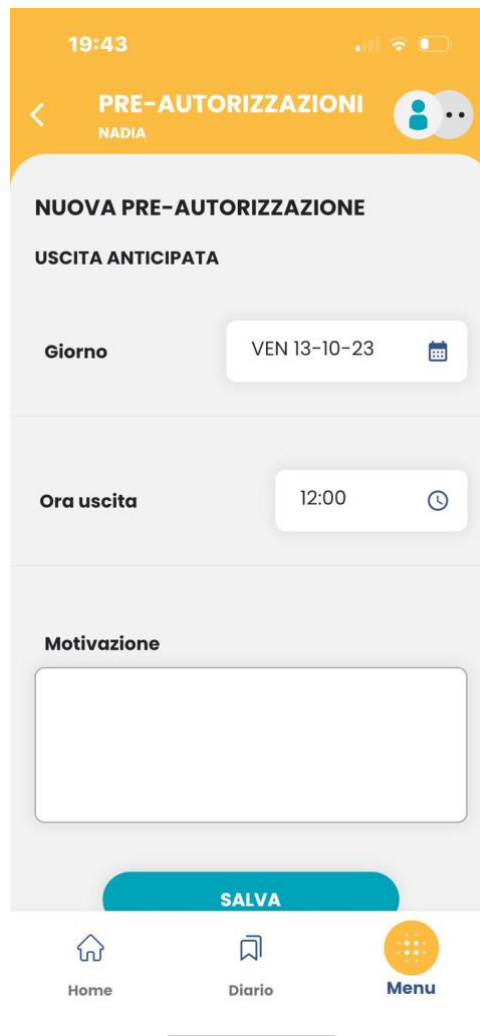 19:43
PRE-AUTORIZZAZIONI
NADIA
NUOVA PRE-AUTORIZZAZIONE
USCITA ANTICIPATA
Giorno
VEN 13-10-23
Ora uscita
12:00
Motivazione
SALVA
Home
Diario
Menu